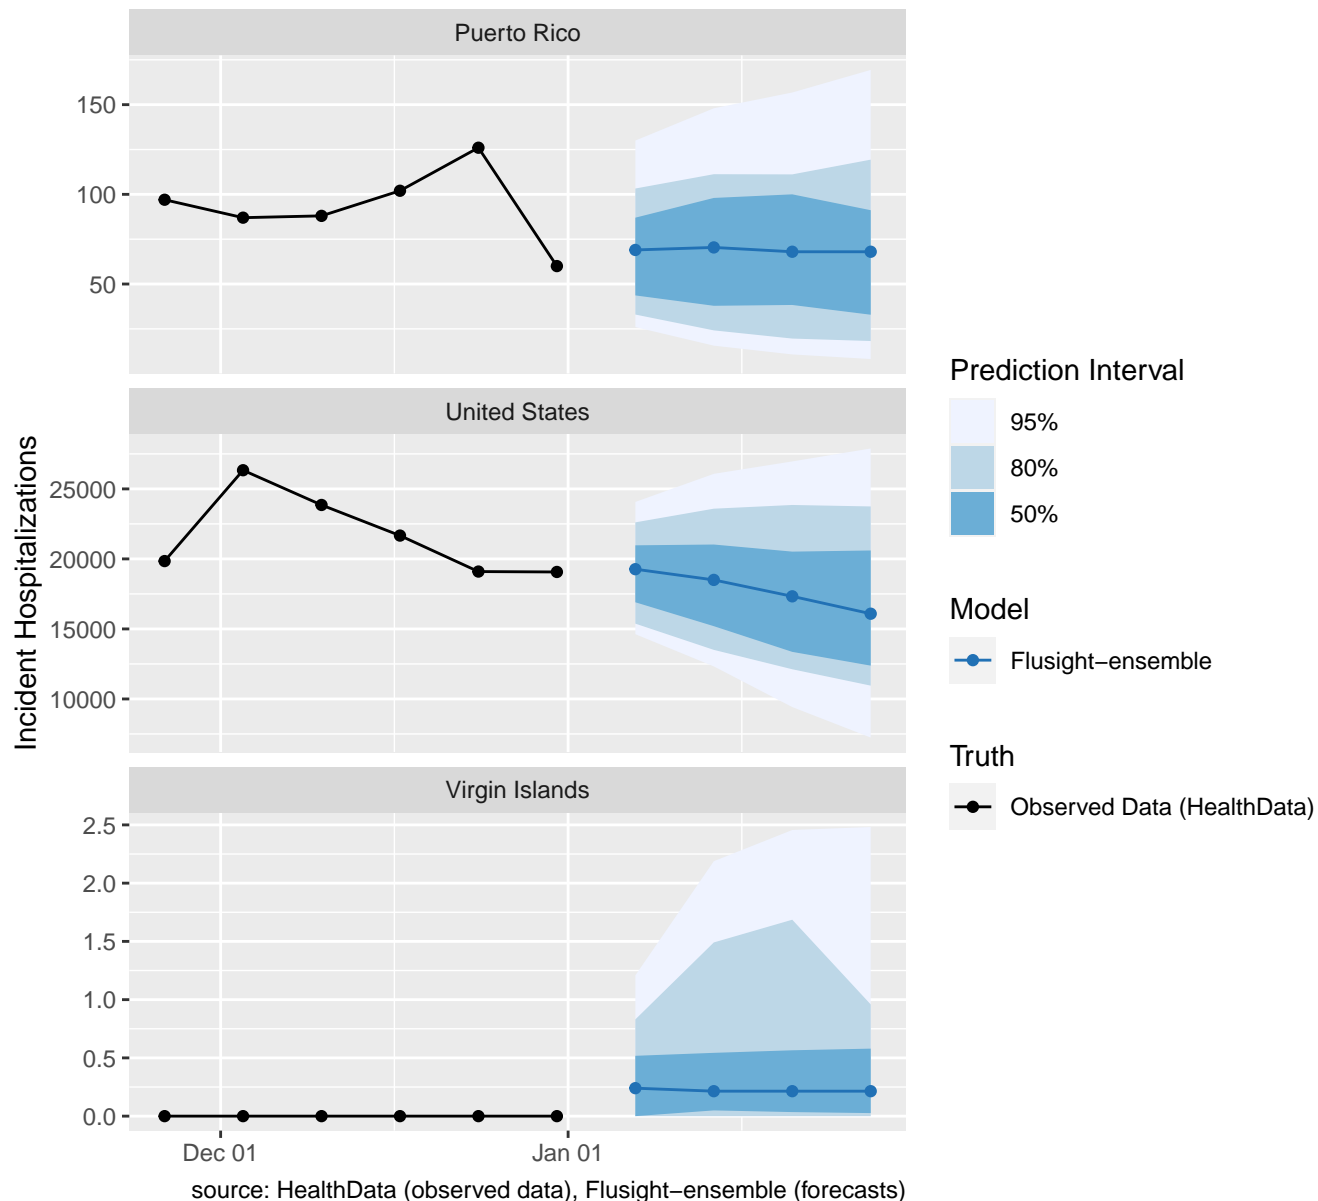 Puerto Rico
150
100
50
United States
25000
20000
15000
10000
Virgin Islands
2.5
2.0
1.5
1.0
0.5
0.0
Dec 01
Jan 01
Incident Hospitalizations
source: HealthData (observed data), Flusight−ensemble (forecasts)
Prediction Interval
95%
80%
50%
Model
Flusight−ensemble
Truth
Observed Data (HealthData)